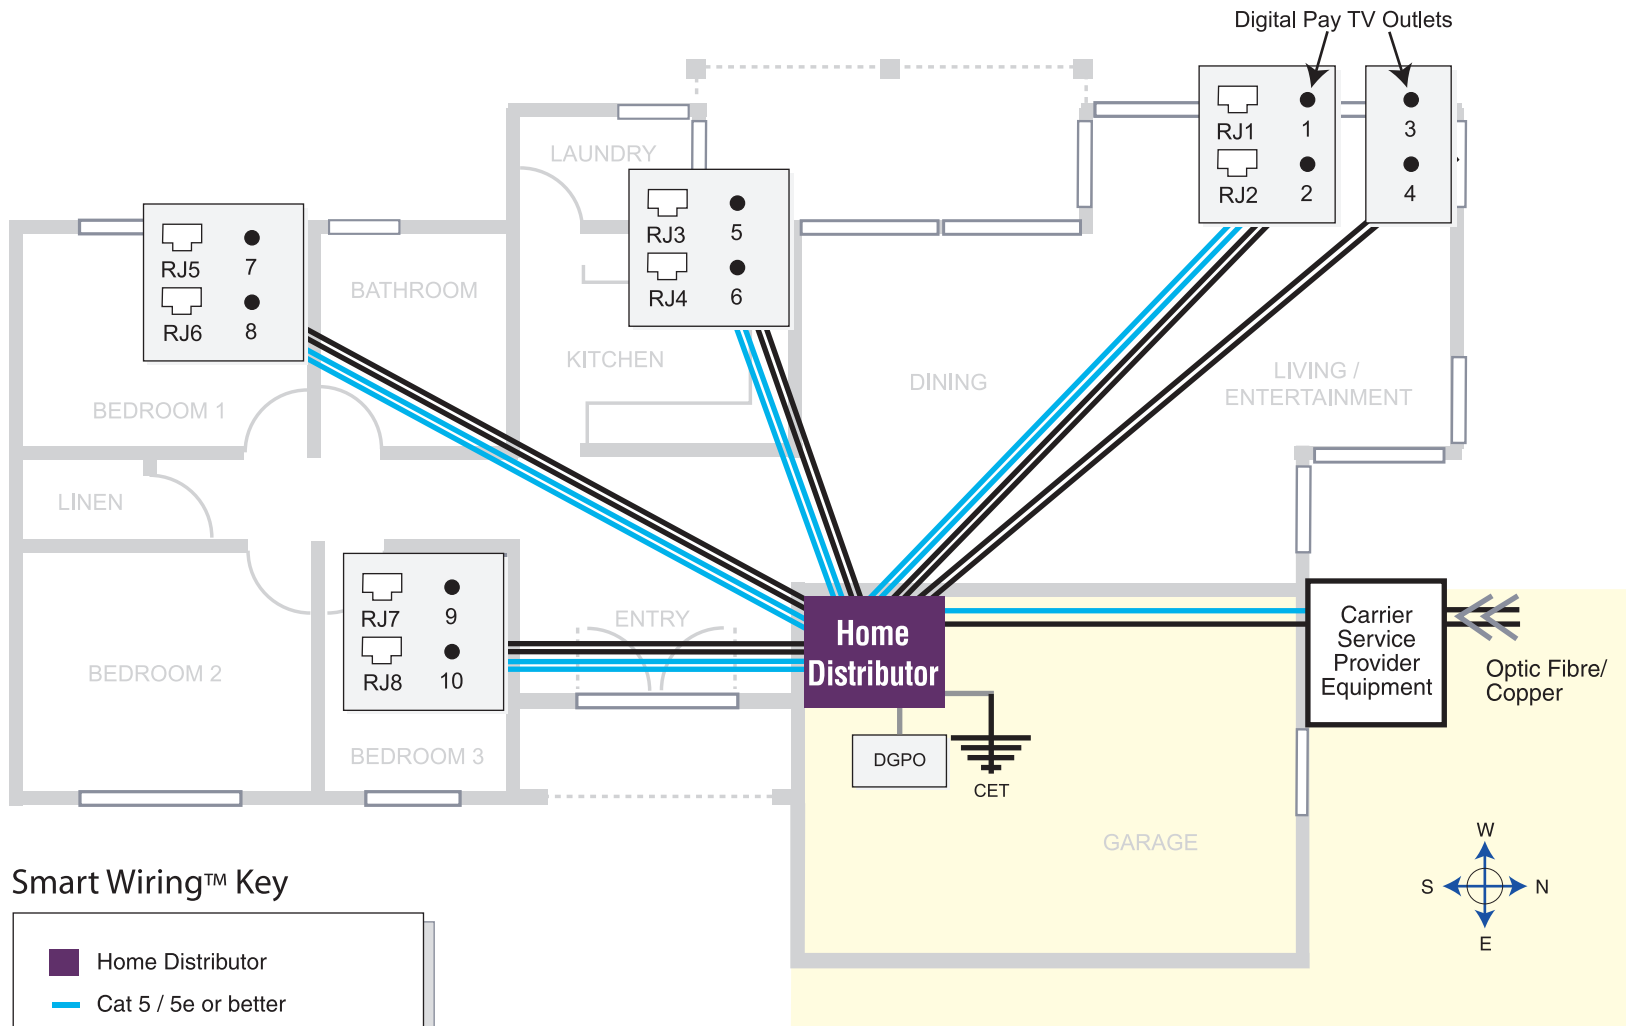 Digital Pay TV Outlets
RJ1 1
RJ2 2
3
4
LAUNDRY
RJ3 5
RJ4 6
RJ5 7
RJ6 8
BATHROOM
KITCHEN
DINING
LIVING /
ENTERTAINMENT
BEDROOM 1
LINEN
RJ7 9
RJ8 10
ENTRY
Home
Distributor
Carrier
Service
Provider
Equipment
Optic Fibre/
Copper
BEDROOM 2
BEDROOM 3
DGPO
CET
GARAGE
W
S N
E
Smart Wiring™ Key
Home Distributor
Cat 5 / 5e or better